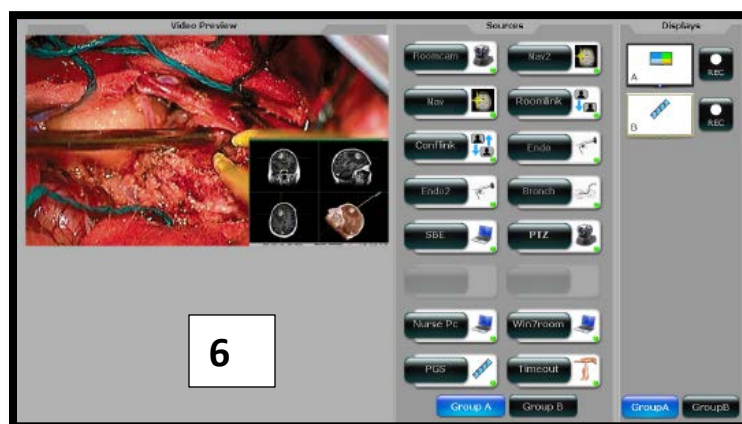 Video Preview
Sources
Displays
Roomcam
Nav2
A
REC
Nav
Roomlink
B
REC
Conflink
Endo
Endo2
Bronch
SBE
PTZ
Nurse Pc
Win7room
PGS
Timeout
Group A
Group B
GroupA
GroupB
6